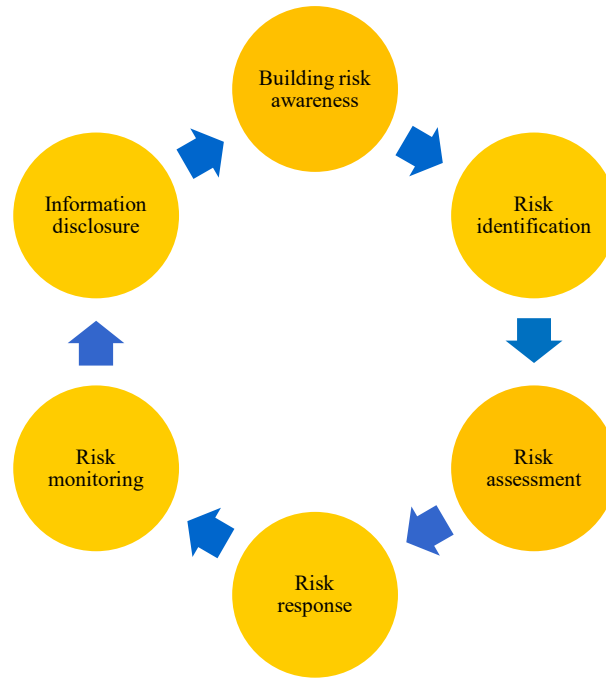 Building risk
awareness
Risk
identification
Risk
assessment
Risk
response
Risk
monitoring
Information
disclosure